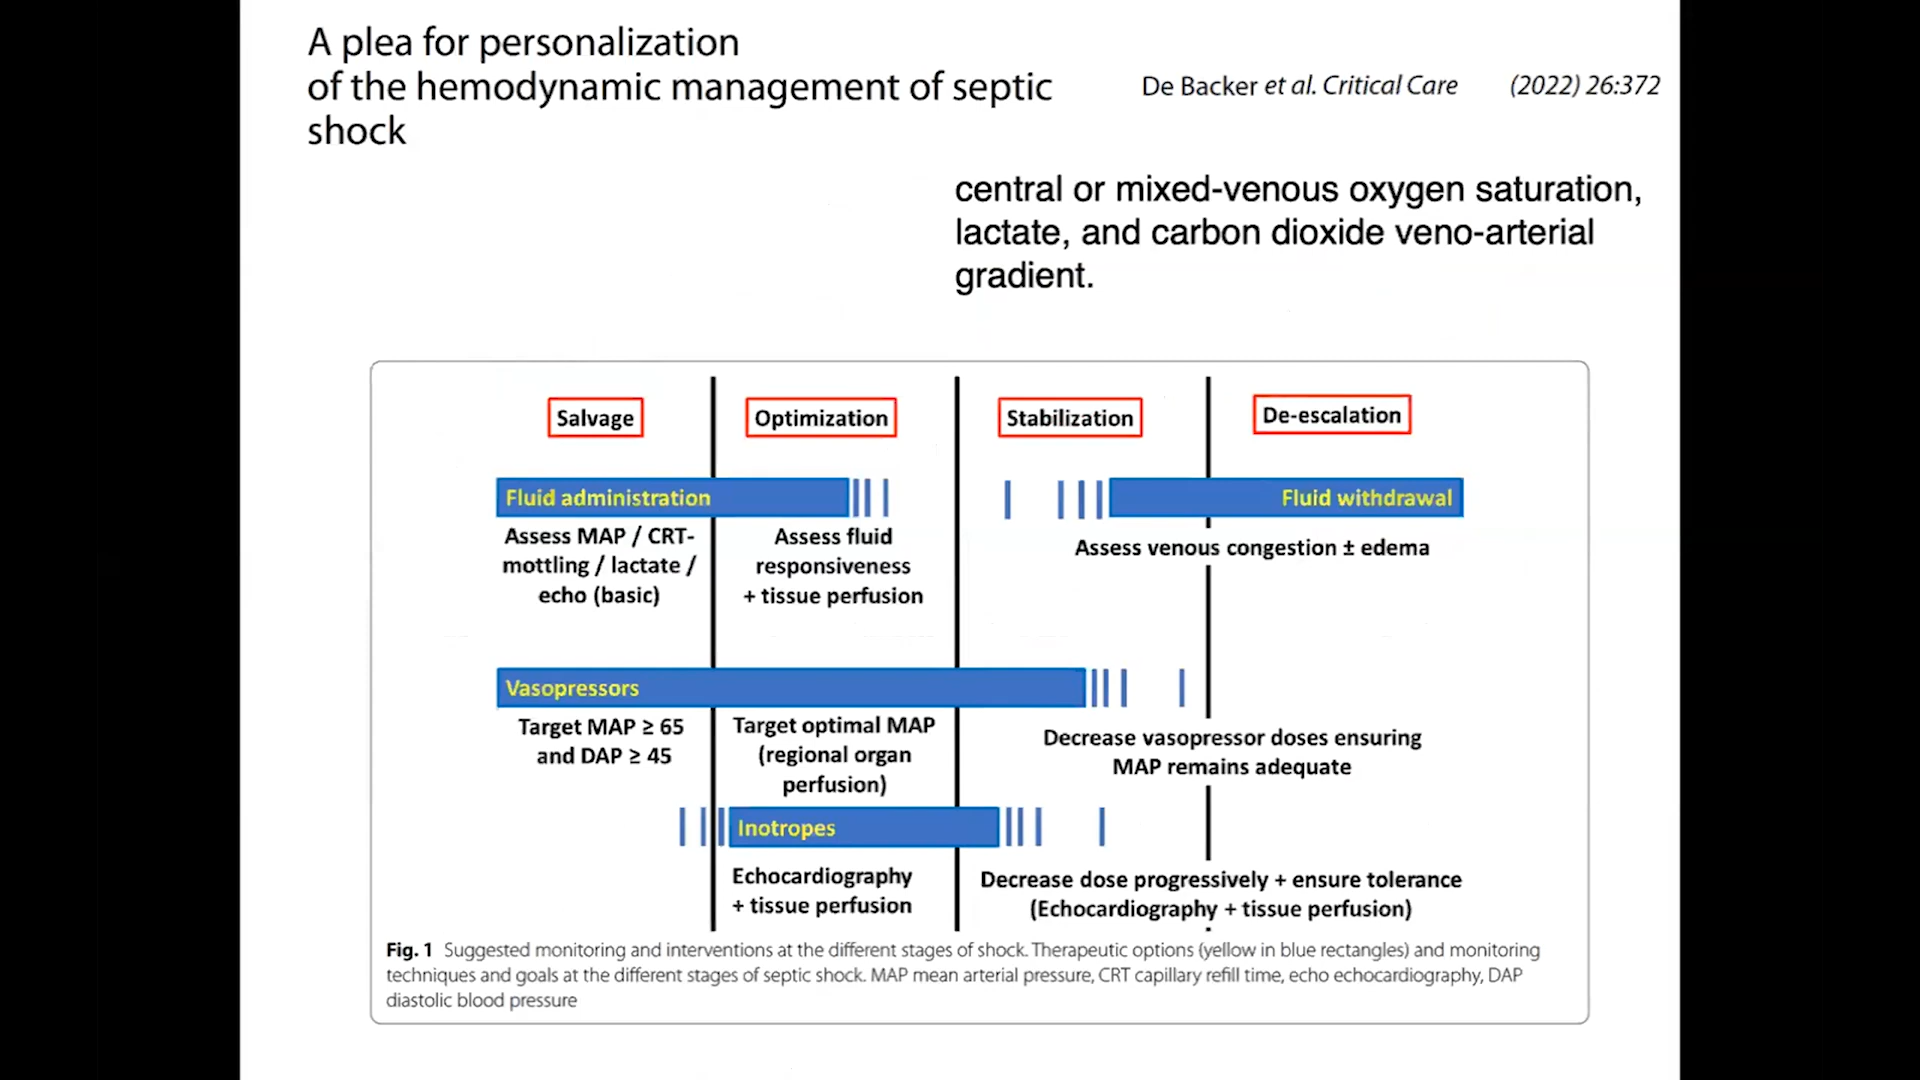 A plea for personalization
of the hemodynamic management of septic
shock
De Backer et al. Critical Care (2022) 26:372
central or mixed-venous oxygen saturation,
lactate, and carbon dioxide veno-arterial
gradient.
Salvage
Optimization
Stabilization
De-escalation
Fluid administration
Fluid withdrawal
Assess MAP / CRT-
mottling / lactate /
echo (basic)
Assess fluid
responsiveness
+ tissue perfusion
Assess venous congestion ± edema
Vasopressors
Target MAP ≥ 65
and DAP ≥ 45
Target optimal MAP
(regional organ
perfusion)
Decrease vasopressor doses ensuring
MAP remains adequate
Inotropes
Echocardiography
+ tissue perfusion
Decrease dose progressively + ensure tolerance
(Echocardiography + tissue perfusion)
Fig. 1 Suggested monitoring and interventions at the different stages of shock. Therapeutic options (yellow in blue rectangles) and monitoring
techniques and goals at the different stages of septic shock. MAP mean arterial pressure, CRT capillary refill time, echo echocardiography, DAP
diastolic blood pressure